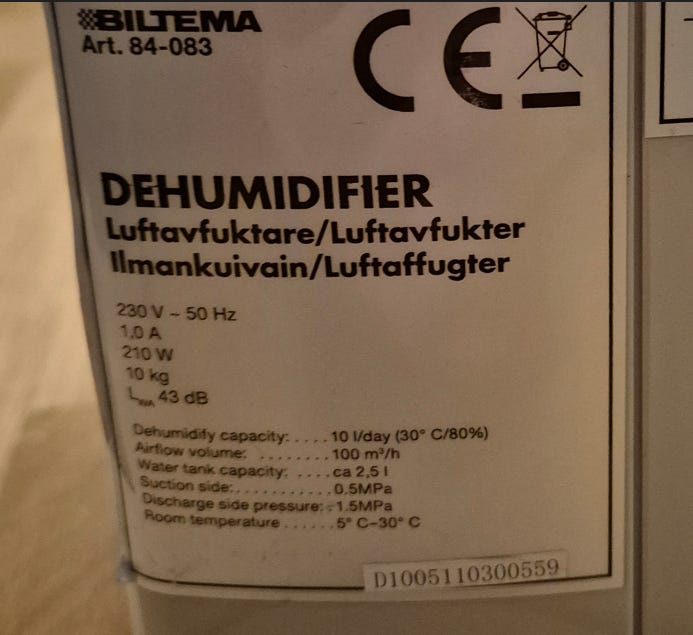 BILTEMA
Art. 84-083
CE
DEHUMIDIFIER
Luftavfuktare/Luftavfukter
Ilmankuivain/Luftaffugter
230 V ~ 50 Hz
1,0 A
210 W
10 kg
LWA 43 dB
Dehumidify capacity: .... 10 l/day (30° C/80%)
Airflow volume: ........ 100 m³/h
Water tank capacity: .... ca 2,5 l
Suction side:........... 0.5MPa
Discharge side pressure: . 1.5MPa
Room temperature ...... 5° C–30° C
D1005110300559